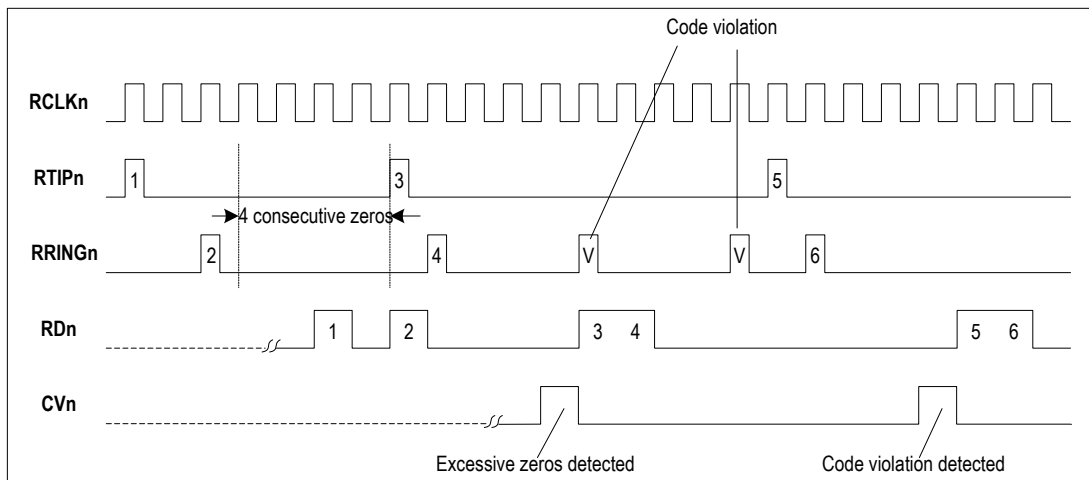 Code violation
RCLKn
RTIPn 1 3 5
4 consecutive zeros
RRINGn 2 4 V V 6
RDn 1 2 3 4 5 6
CVn
Excessive zeros detected Code violation detected